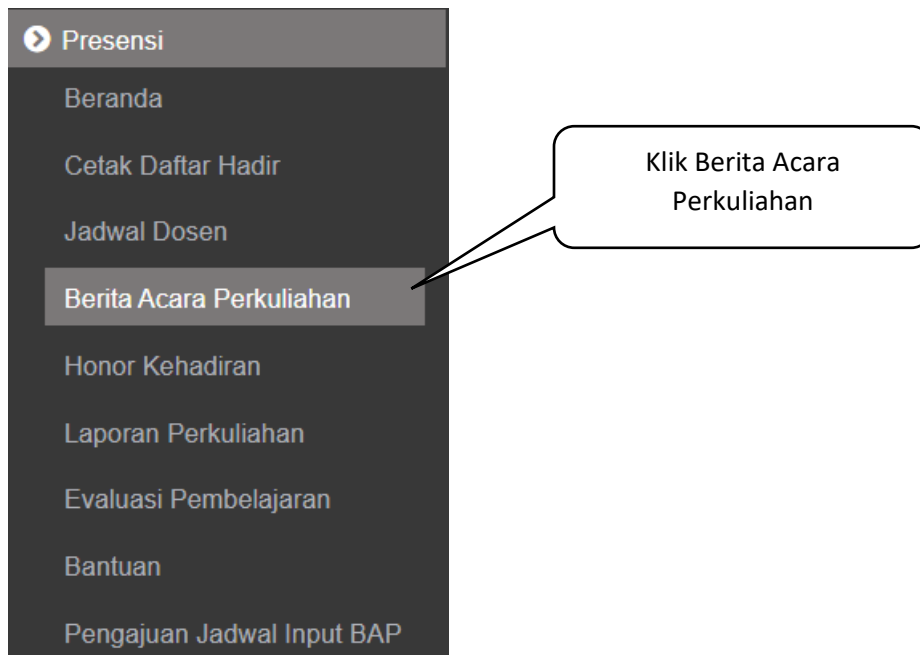 Presensi
Beranda
Cetak Daftar Hadir
Jadwal Dosen
Berita Acara Perkuliahan
Honor Kehadiran
Laporan Perkuliahan
Evaluasi Pembelajaran
Bantuan
Pengajuan Jadwal Input BAP
Klik Berita Acara
Perkuliahan